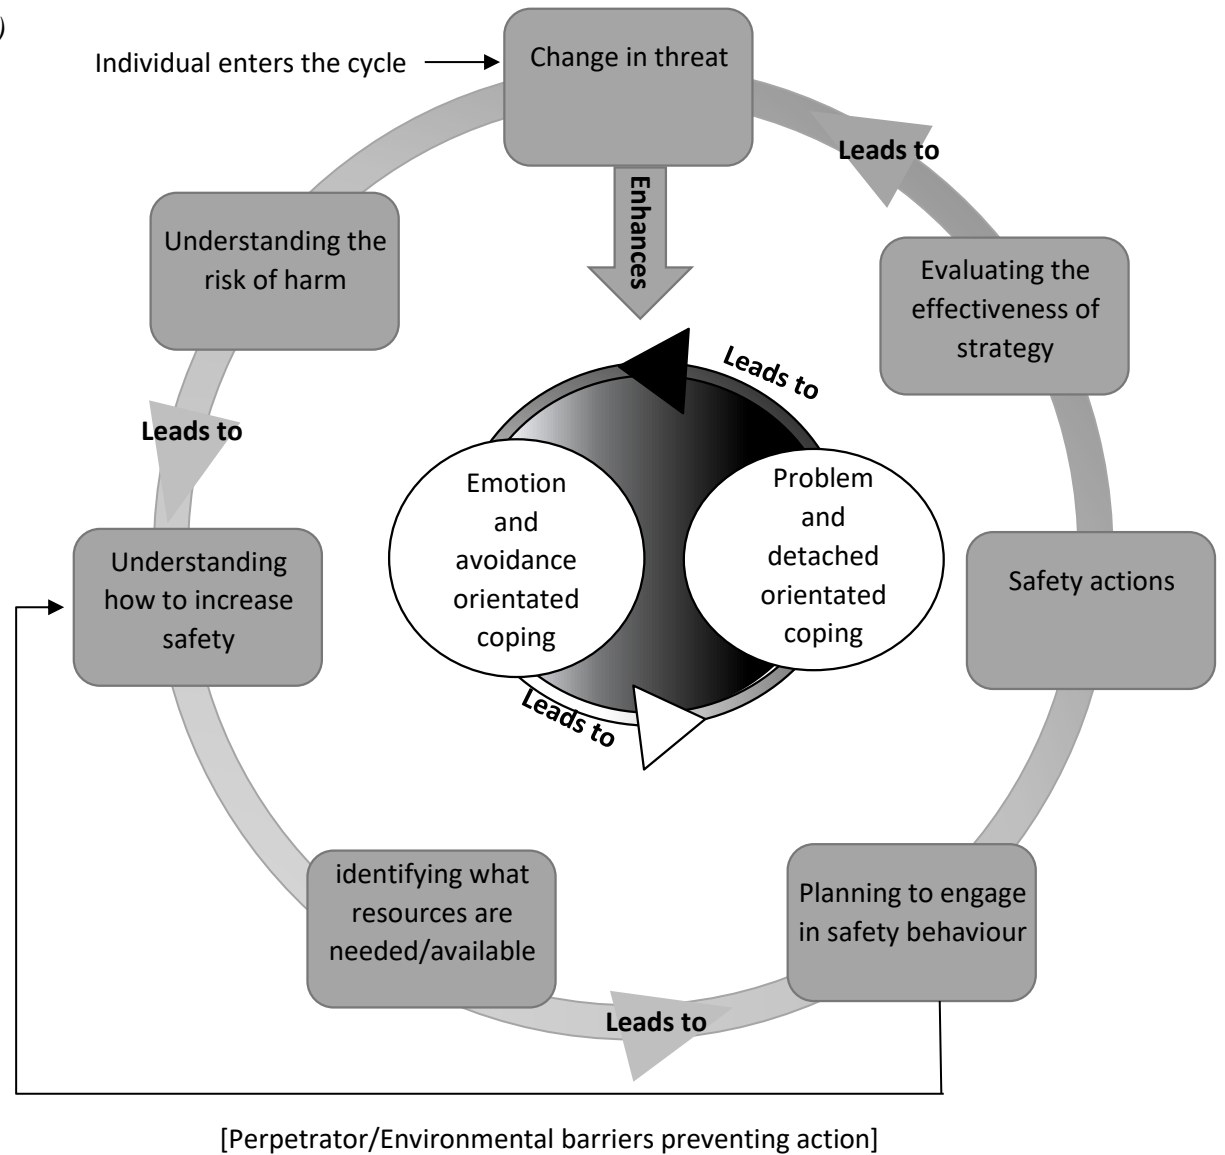 )
Individual enters the cycle
Change in threat
Enhances
Leads to
Understanding the
risk of harm
Evaluating the
effectiveness of
strategy
Leads to
Leads to
Emotion
and
avoidance
orientated
coping
Problem
and
detached
orientated
coping
Understanding
how to increase
safety
Safety actions
Leads to
identifying what
resources are
needed/available
Planning to engage
in safety behaviour
Leads to
[Perpetrator/Environmental barriers preventing action]